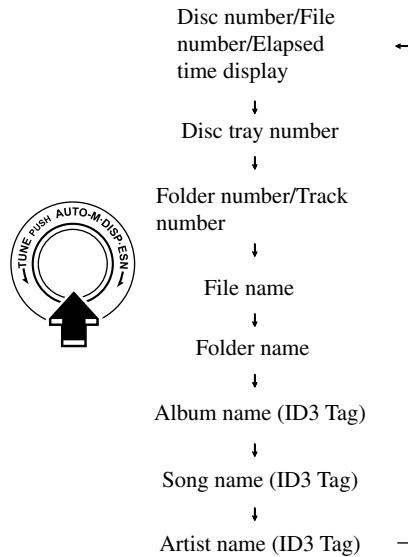 Disc number/File
number/Elapsed
time display
Disc tray number
Folder number/Track
number
TUNE PUSH AUTO-M·DISP·ESN
File name
Folder name
Album name (ID3 Tag)
Song name (ID3 Tag)
Artist name (ID3 Tag)